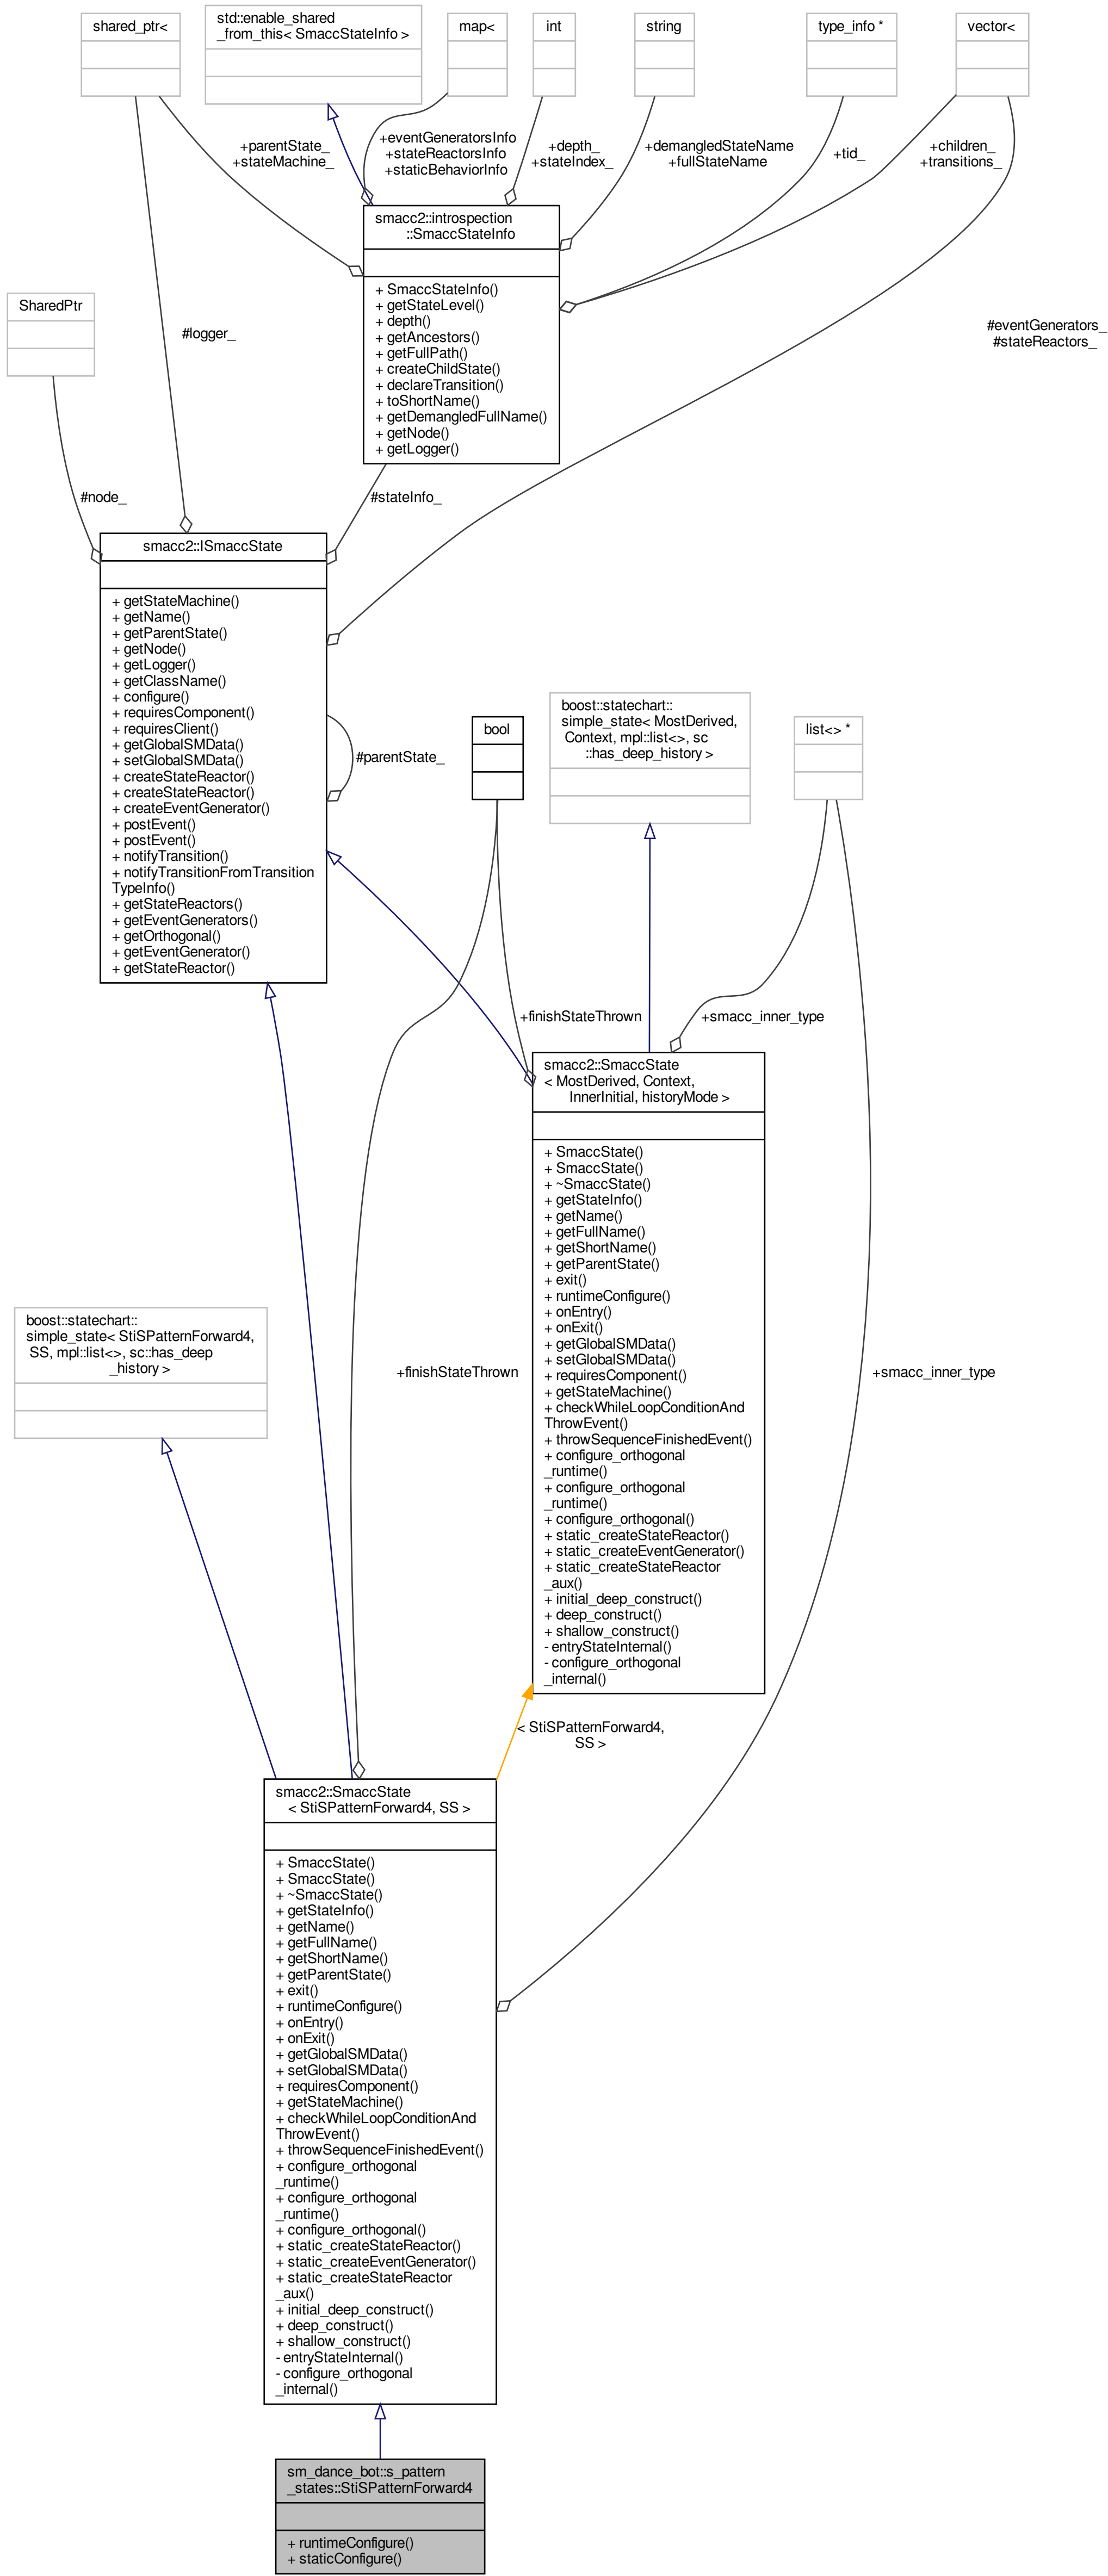 shared_ptr<
std::enable_shared
_from_this< SmaccStateInfo >
map<
int
string
type_info *
vector<
+parentState_
+stateMachine_
+eventGeneratorsInfo
+stateReactorsInfo
+staticBehaviorInfo
+depth_
+stateIndex_
+demangledStateName
+fullStateName
+tid_
+children_
+transitions_
smacc2::introspection
::SmaccStateInfo
+ SmaccStateInfo()
+ getStateLevel()
+ depth()
+ getAncestors()
+ getFullPath()
+ createChildState()
+ declareTransition()
+ toShortName()
+ getDemangledFullName()
+ getNode()
+ getLogger()
SharedPtr
#logger_
#eventGenerators_
#stateReactors_
#node_
#stateInfo_
smacc2::ISmaccState
+ getStateMachine()
+ getName()
+ getParentState()
+ getNode()
+ getLogger()
+ getClassName()
+ configure()
+ requiresComponent()
+ requiresClient()
+ getGlobalSMData()
+ setGlobalSMData()
+ createStateReactor()
+ createStateReactor()
+ createEventGenerator()
+ postEvent()
+ postEvent()
+ notifyTransition()
+ notifyTransitionFromTransition
TypeInfo()
+ getStateReactors()
+ getEventGenerators()
+ getOrthogonal()
+ getEventGenerator()
+ getStateReactor()
#parentState_
bool
boost::statechart::
simple_state< MostDerived,
Context, mpl::list<>, sc
::has_deep_history >
list<> *
+finishStateThrown
+smacc_inner_type
smacc2::SmaccState
< MostDerived, Context,
InnerInitial, historyMode >
+ SmaccState()
+ SmaccState()
+ ~SmaccState()
+ getStateInfo()
+ getName()
+ getFullName()
+ getShortName()
+ getParentState()
+ exit()
+ runtimeConfigure()
+ onEntry()
+ onExit()
+ getGlobalSMData()
+ setGlobalSMData()
+ requiresComponent()
+ getStateMachine()
+ checkWhileLoopConditionAnd
ThrowEvent()
+ throwSequenceFinishedEvent()
+ configure_orthogonal
_runtime()
+ configure_orthogonal
_runtime()
+ configure_orthogonal()
+ static_createStateReactor()
+ static_createEventGenerator()
+ static_createStateReactor
_aux()
+ initial_deep_construct()
+ deep_construct()
+ shallow_construct()
- entryStateInternal()
- configure_orthogonal
_internal()
boost::statechart::
simple_state< StiSPatternForward4,
SS, mpl::list<>, sc::has_deep
_history >
+finishStateThrown
+smacc_inner_type
< StiSPatternForward4,
SS >
smacc2::SmaccState
< StiSPatternForward4, SS >
+ SmaccState()
+ SmaccState()
+ ~SmaccState()
+ getStateInfo()
+ getName()
+ getFullName()
+ getShortName()
+ getParentState()
+ exit()
+ runtimeConfigure()
+ onEntry()
+ onExit()
+ getGlobalSMData()
+ setGlobalSMData()
+ requiresComponent()
+ getStateMachine()
+ checkWhileLoopConditionAnd
ThrowEvent()
+ throwSequenceFinishedEvent()
+ configure_orthogonal
_runtime()
+ configure_orthogonal
_runtime()
+ configure_orthogonal()
+ static_createStateReactor()
+ static_createEventGenerator()
+ static_createStateReactor
_aux()
+ initial_deep_construct()
+ deep_construct()
+ shallow_construct()
- entryStateInternal()
- configure_orthogonal
_internal()
sm_dance_bot::s_pattern
_states::StiSPatternForward4
+ runtimeConfigure()
+ staticConfigure()